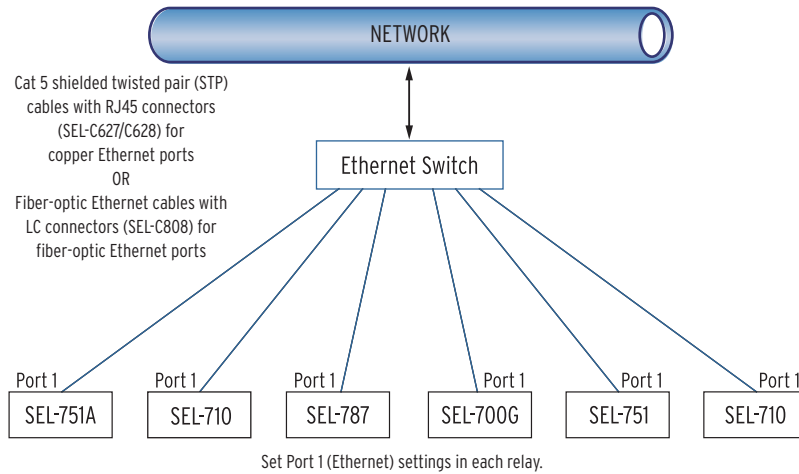 NETWORK
Cat 5 shielded twisted pair (STP)
cables with RJ45 connectors
(SEL-C627/C628) for
copper Ethernet ports
OR
Fiber-optic Ethernet cables with
LC connectors (SEL-C808) for
fiber-optic Ethernet ports
Ethernet Switch
Port 1
Port 1
Port 1
Port 1
Port 1
Port 1
SEL-751A
SEL-710
SEL-787
SEL-700G
SEL-751
SEL-710
Set Port 1 (Ethernet) settings in each relay.